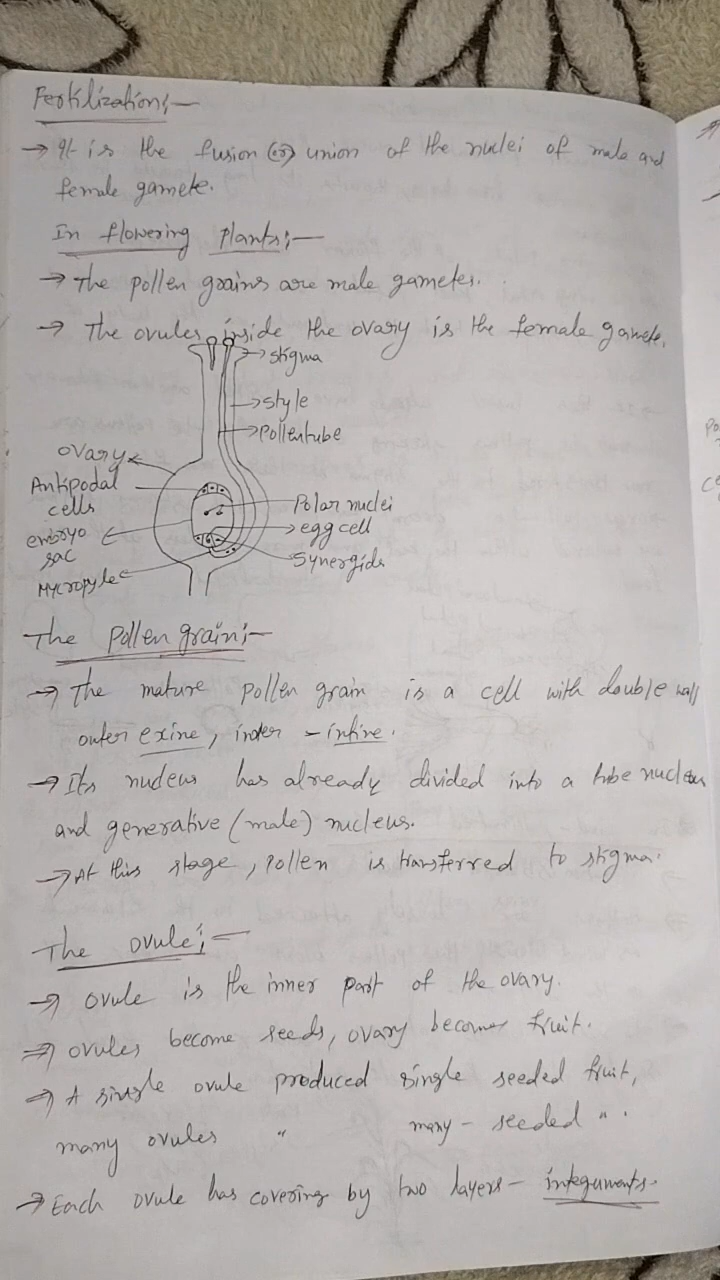 Fertilization:-
→ It is the fusion (or) union of the nuclei of male and
female gamete.
In flowering plants:-
→ The pollen grains are male gametes.
→ The ovules inside the ovary is the female gamete.
→ stigma
→ style
→ pollentube
ovary
Antipodal
cells
Polar nuclei
embryo
sac
→ egg cell
Synergids
Mycropyle
The Pollen grain:-
→ The mature pollen grain is a cell with double wall
outer exine, inner - intine.
→ Its nucleus has already divided into a tube nucleus
and generative (male) nucleus.
→ At this stage, Pollen is transferred to stigma.
The ovule:-
→ ovule is the inner part of the ovary.
⇒ ovules become seeds, ovary becomes fruit.
→ A single ovule produced single seeded fruit,
many ovules " many - seeded ".
→ Each ovule has covering by two layers - integuments.